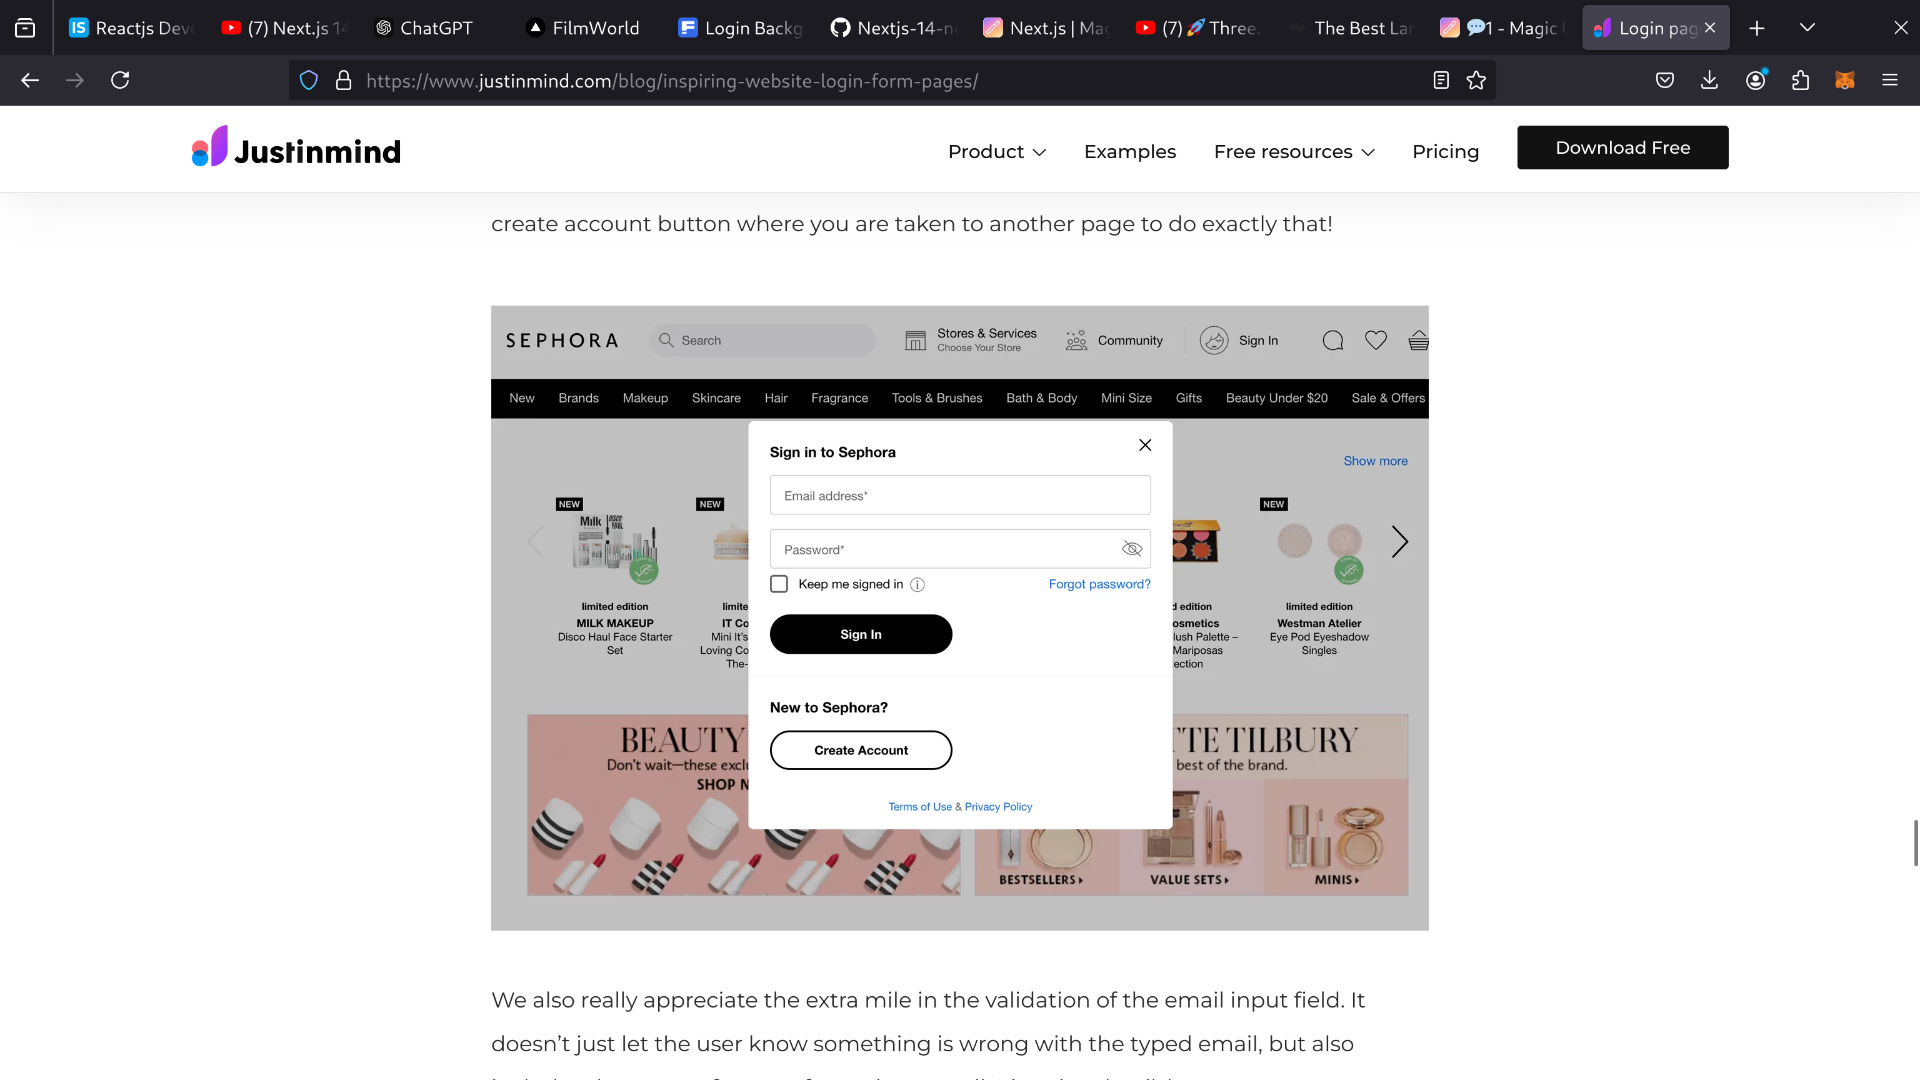 Reactjs Dev
(7) Next.js 14
ChatGPT
FilmWorld
Login Backg
Nextjs-14-n
Next.js | Mag
(7) 🚀 Three.
The Best Lan
💬1 - Magic
Login pag
https://www.justinmind.com/blog/inspiring-website-login-form-pages/
Justinmind
Product
Examples
Free resources
Pricing
Download Free
create account button where you are taken to another page to do exactly that!
SEPHORA
Search
Stores & Services
Choose Your Store
Community
Sign In
New Brands Makeup Skincare Hair Fragrance Tools & Brushes Bath & Body Mini Size Gifts Beauty Under $20 Sale & Offers
Show more
Sign in to Sephora
Email address*
Password*
Keep me signed in
Forgot password?
Sign In
New to Sephora?
Create Account
Terms of Use & Privacy Policy
NEW
Milk
limited edition
MILK MAKEUP
Disco Haul Face Starter
Set
NEW
limite
IT Co
Mini It's
Loving Co
The-
d edition
osmetics
lush Palette –
Mariposas
ection
NEW
limited edition
Westman Atelier
Eye Pod Eyeshadow
Singles
BEAUTY
Don't wait—these exclu
SHOP N
TTE TILBURY
best of the brand.
BESTSELLERS
VALUE SETS
MINIS
We also really appreciate the extra mile in the validation of the email input field. It
doesn't just let the user know something is wrong with the typed email, but also